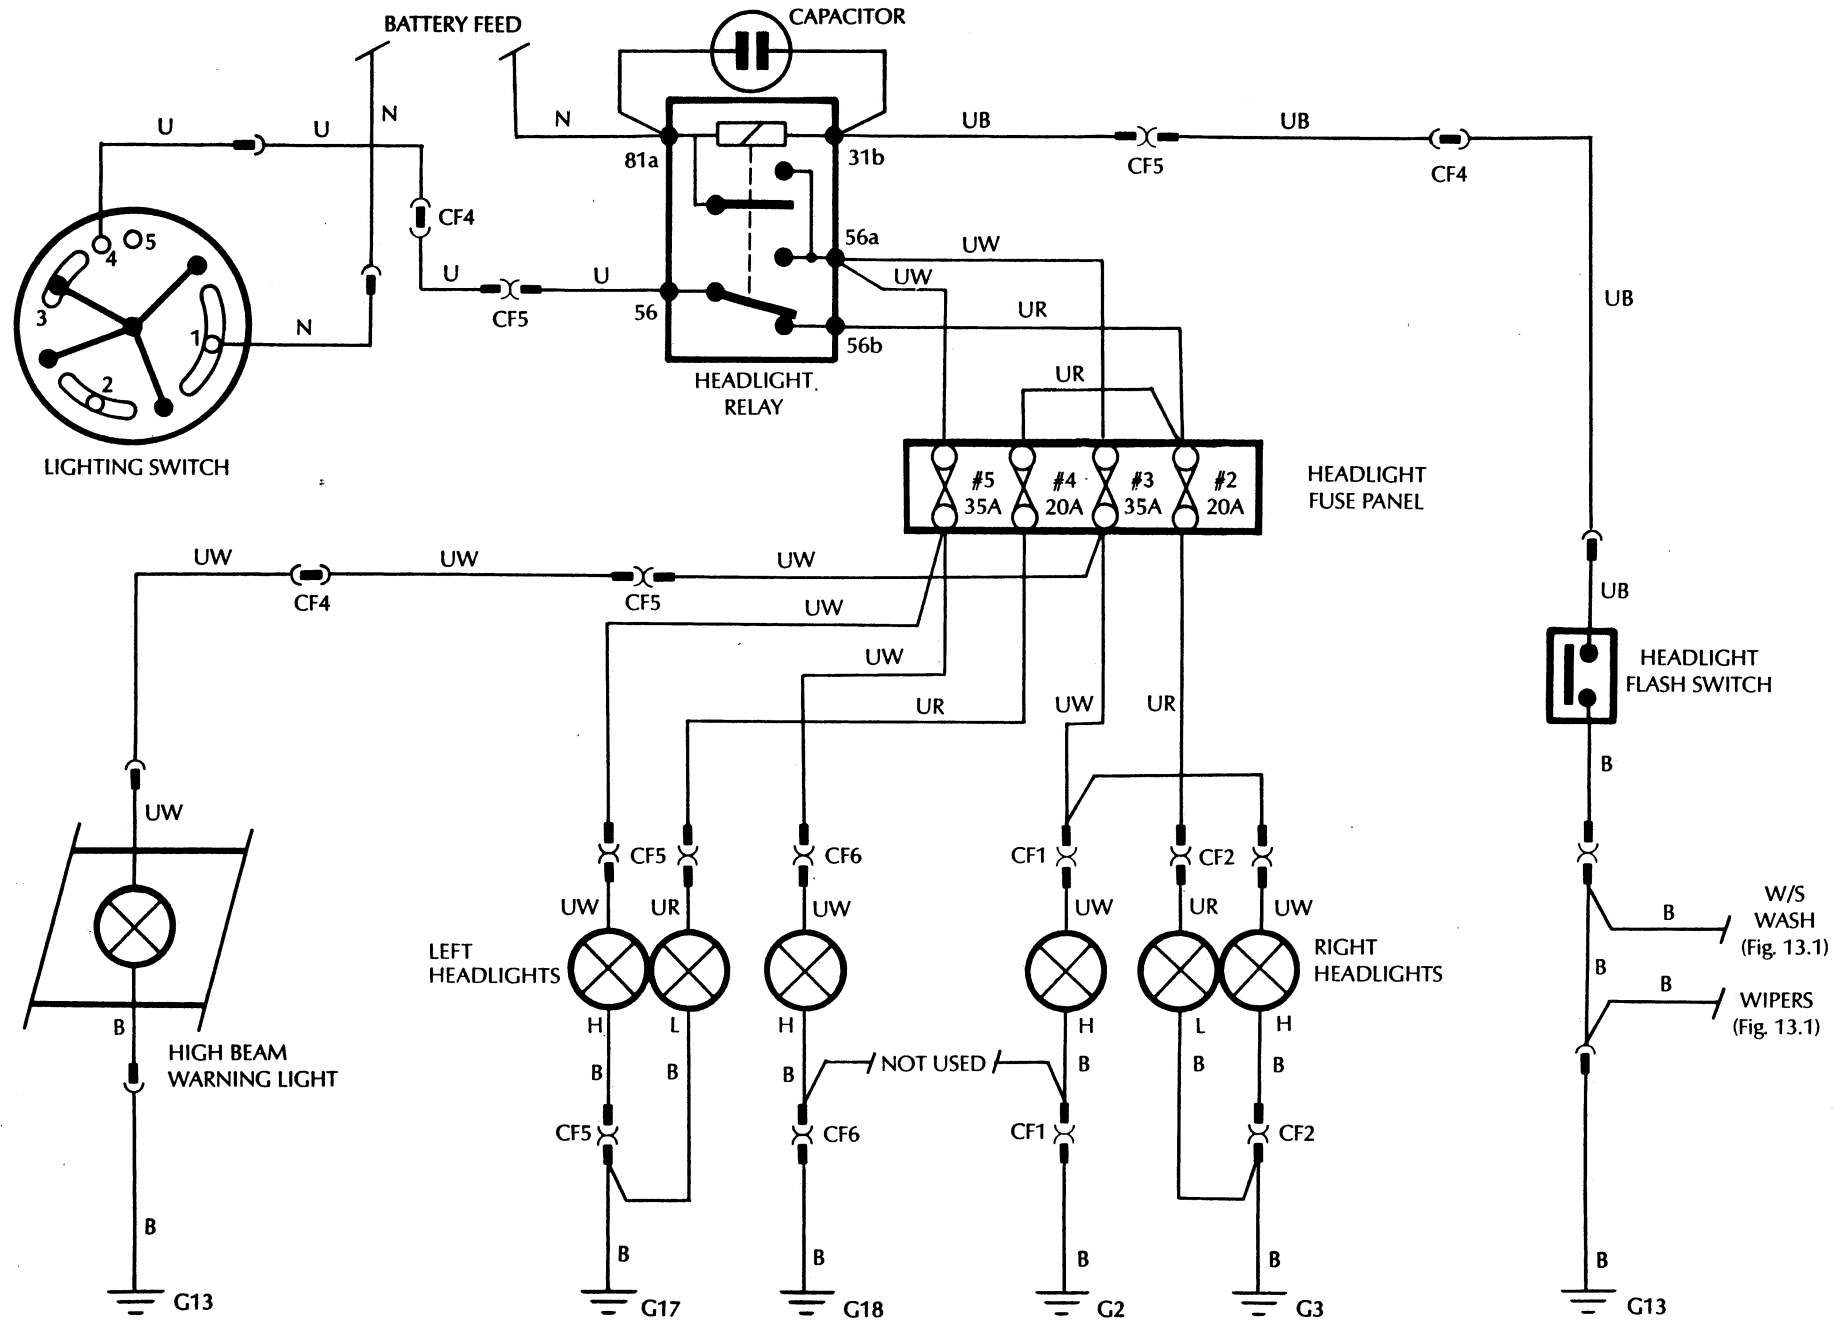 BATTERY FEED
CAPACITOR
U
U
N
N
UB
UB
81a
31b
CF5
CF4
CF4
5
4
3
1
2
N
U
U
CF5
56
56a
UW
UW
UR
56b
UB
HEADLIGHT
RELAY
LIGHTING SWITCH
UR
#5
35A
#4
20A
#3
35A
#2
20A
HEADLIGHT
FUSE PANEL
UW
UW
UW
CF4
CF5
UW
UW
UR
UW
UR
UB
HEADLIGHT
FLASH SWITCH
B
UW
CF5
CF6
CF1
CF2
UW
UR
UW
UW
UR
UW
LEFT
HEADLIGHTS
RIGHT
HEADLIGHTS
W/S
WASH
(Fig. 13.1)
B
B
B
WIPERS
(Fig. 13.1)
H
L
H
H
L
H
B
HIGH BEAM
WARNING LIGHT
B
B
B
NOT USED
B
B
B
CF5
CF6
CF1
CF2
B
B
B
B
B
B
G13
G17
G18
G2
G3
G13